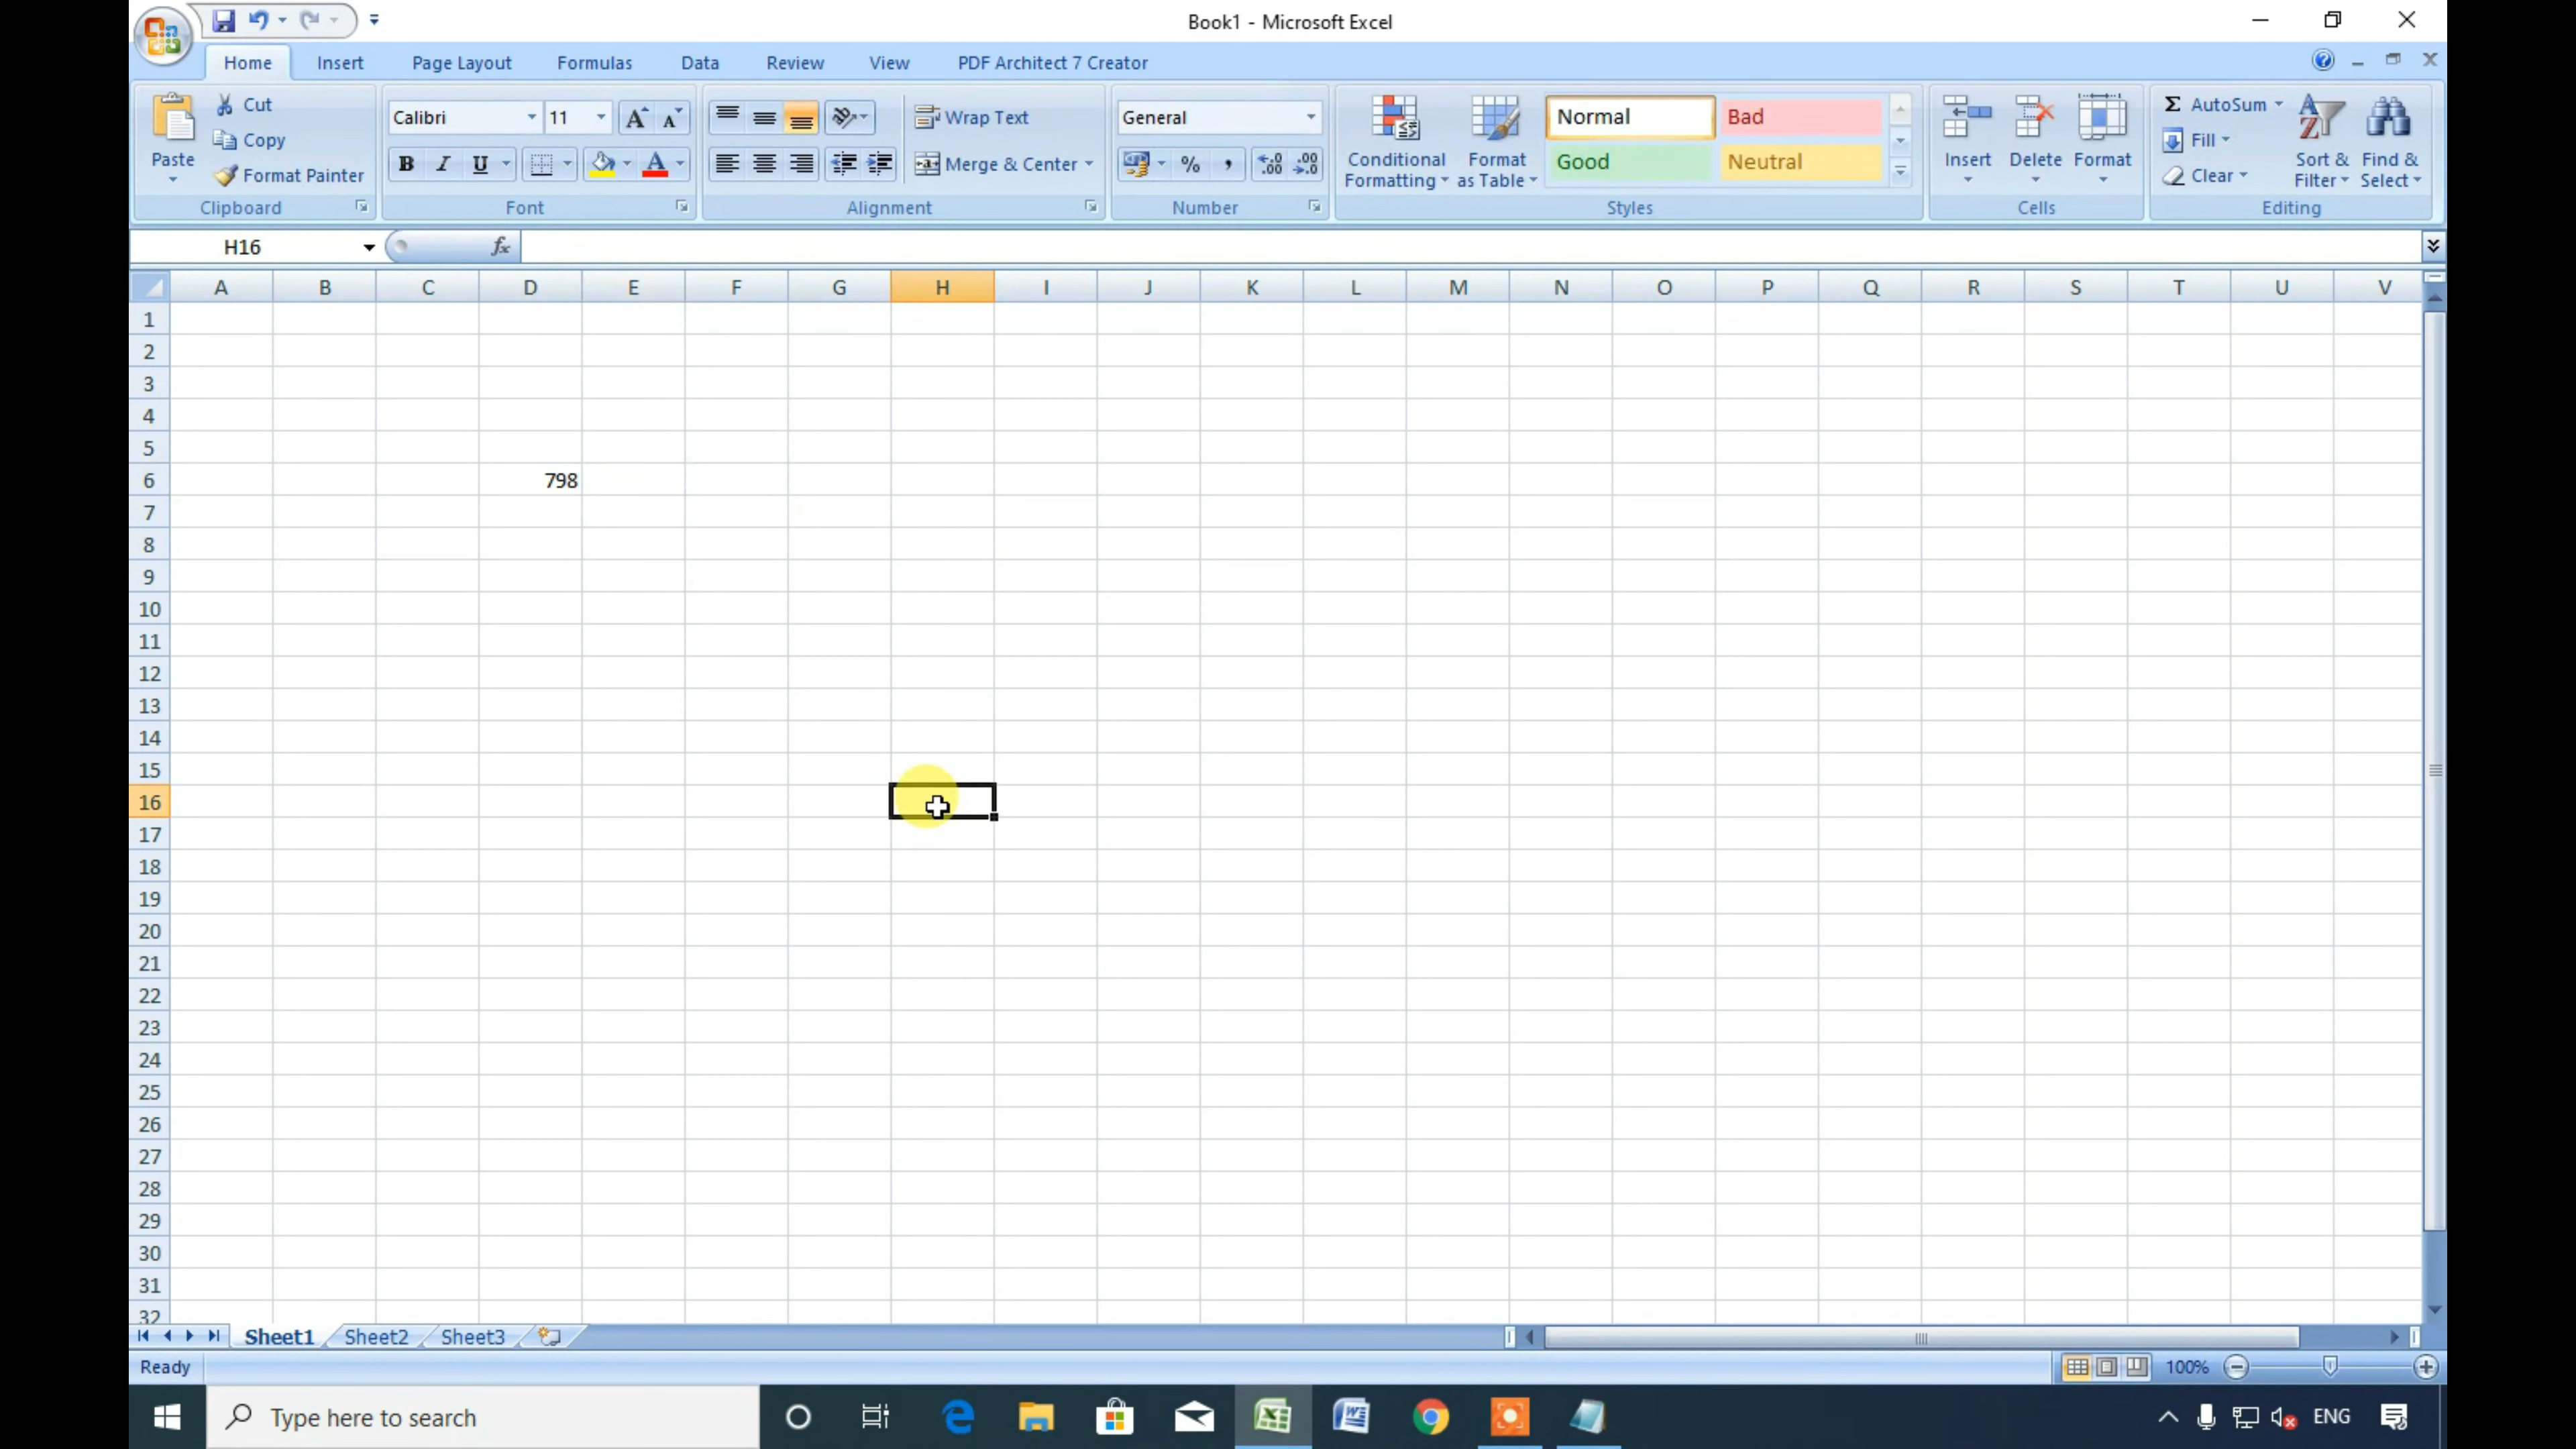 Book1 - Microsoft Excel
Home Insert Page Layout Formulas Data Review View PDF Architect 7 Creator
Paste
Cut
Copy
Format Painter
Clipboard
Calibri 11
B I U A
Font
Wrap Text
Merge & Center
Alignment
General
% ,
Number
Conditional Formatting
Format as Table
Normal Bad
Good Neutral
Styles
Insert Delete Format
Cells
Σ AutoSum
Fill
Clear
Sort & Filter
Find & Select
Editing
H16 fx
A B C D E F G H I J K L M N O P Q R S T U V
1
2
3
4
5
6 798
7
8
9
10
11
12
13
14
15
16
17
18
19
20
21
22
23
24
25
26
27
28
29
30
31
32
Sheet1 Sheet2 Sheet3
Ready 100%
Type here to search ENG